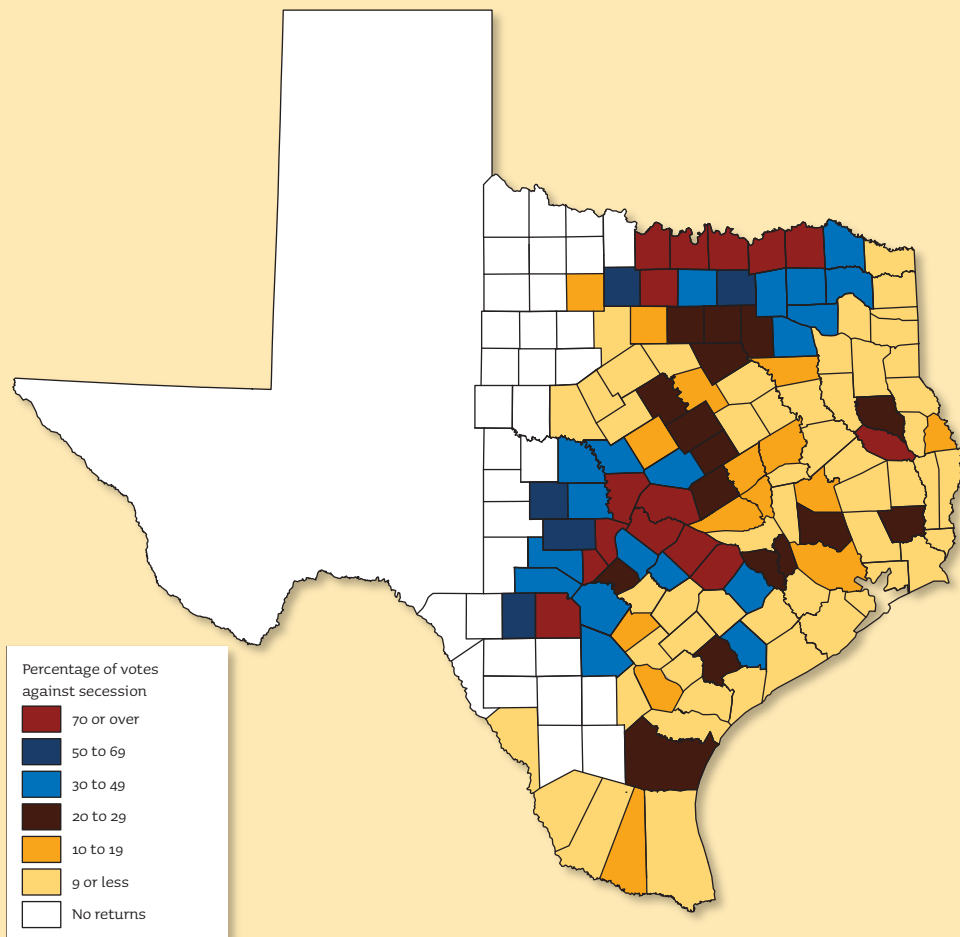 Percentage of votes
against secession
70 or over
50 to 69
30 to 49
20 to 29
10 to 19
9 or less
No returns